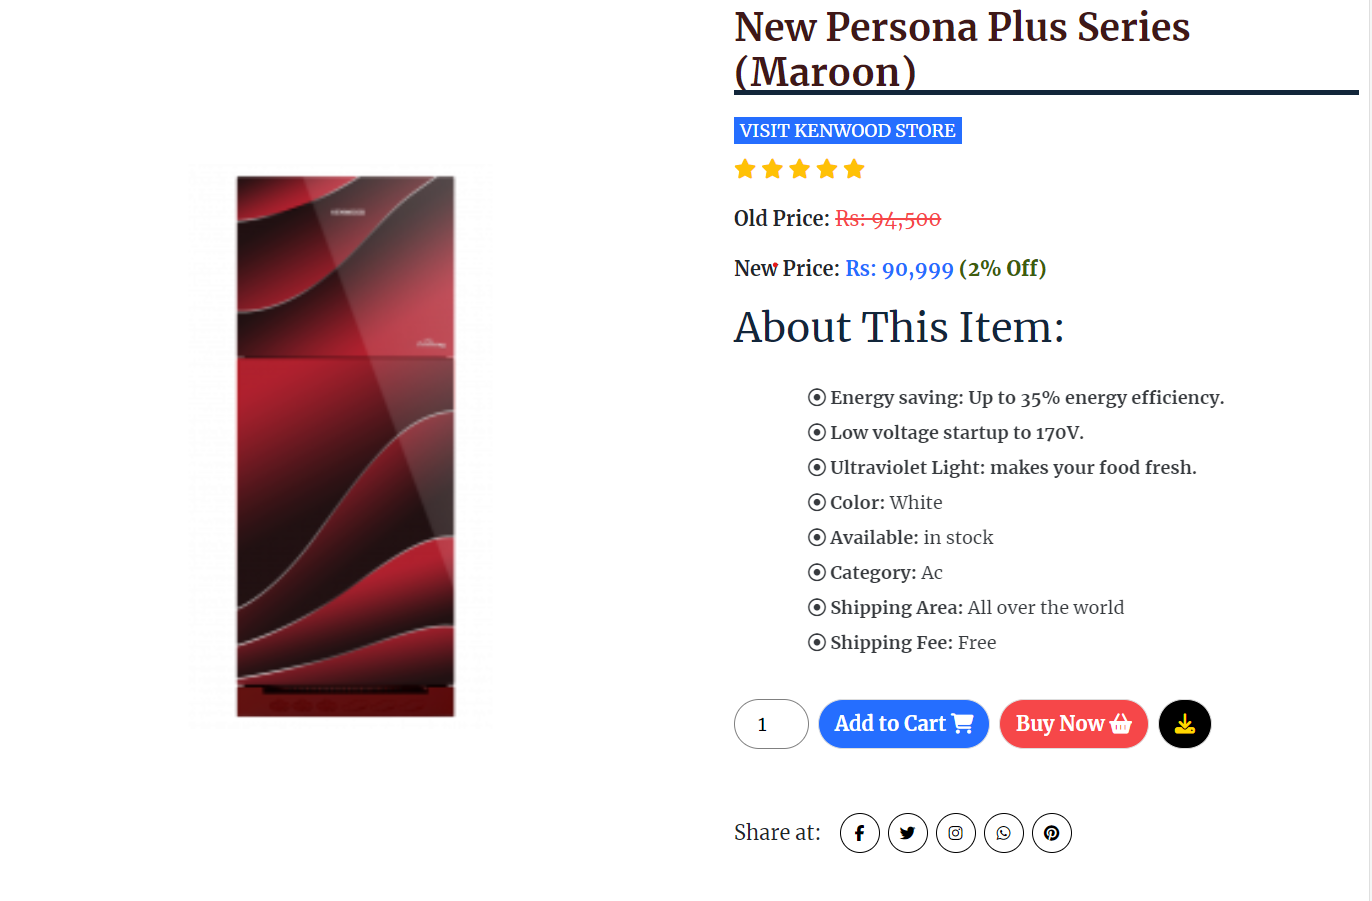 New Persona Plus Series
(Maroon)
VISIT KENWOOD STORE
Old Price: Rs: 94,500
New Price: Rs: 90,999 (2% Off)
About This Item:
Energy saving: Up to 35% energy efficiency.
Low voltage startup to 170V.
Ultraviolet Light: makes your food fresh.
Color: White
Available: in stock
Category: Ac
Shipping Area: All over the world
Shipping Fee: Free
1 Add to Cart Buy Now
Share at:
KENWOOD